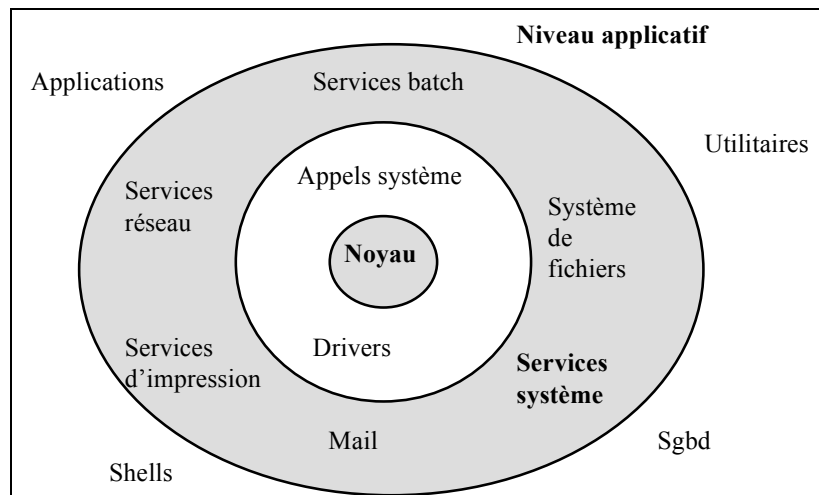 Niveau applicatif
Applications
Services batch
Utilitaires
Appels système
Services
réseau
Système
de
fichiers
Noyau
Services
d'impression
Drivers
Services
système
Mail
Sgbd
Shells